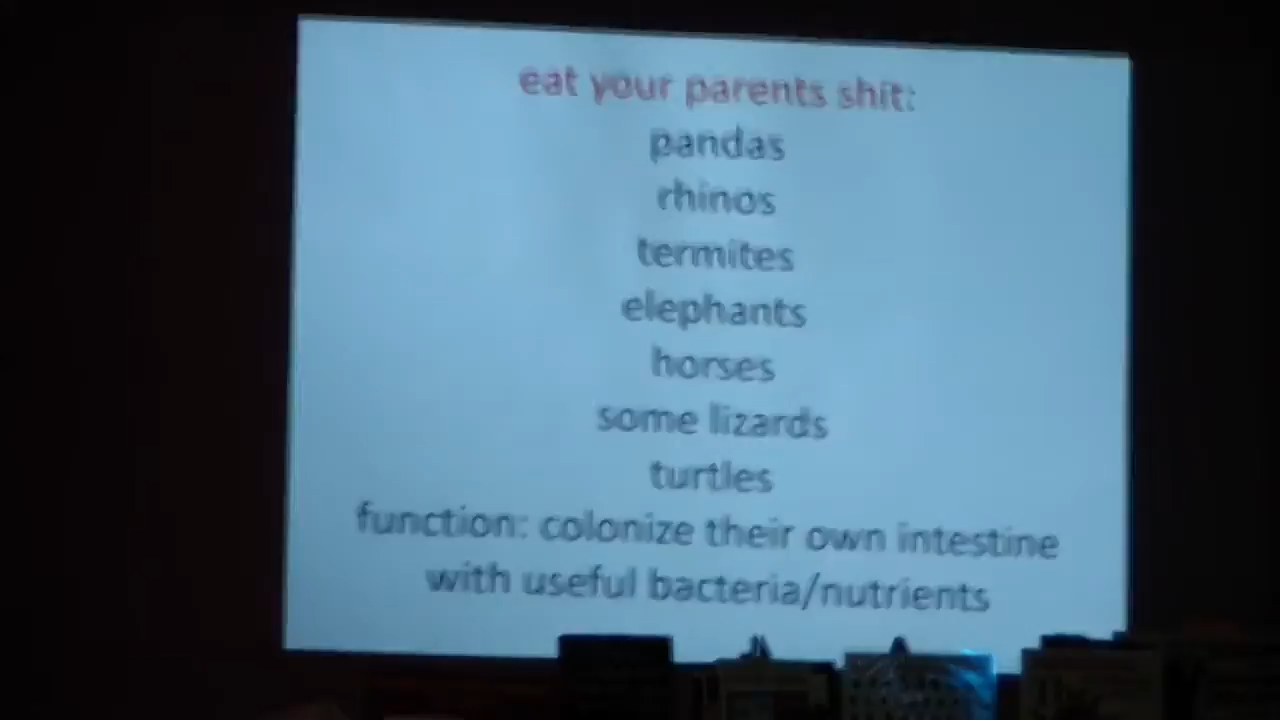 eat your parents shit:
pandas
rhinos
termites
elephants
horses
some lizards
turtles
function: colonize their own intestine
with useful bacteria/nutrients